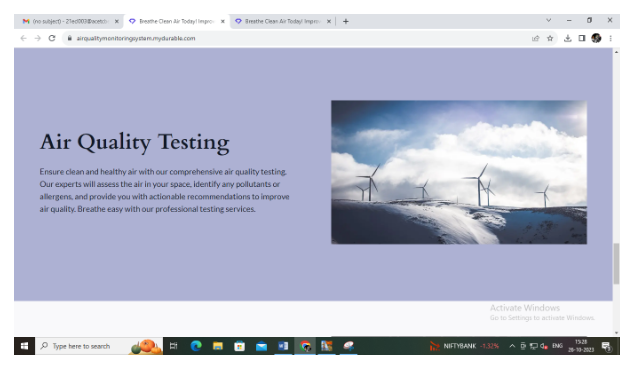 (no subject) - 21ec003@acetcb
Breathe Clean Air Today! Impro
Breathe Clean Air Today! Impro
airqualitymonitoringsystem.mydurable.com
Air Quality Testing
Ensure clean and healthy air with our comprehensive air quality testing.
Our experts will assess the air in your space, identify any pollutants or
allergens, and provide you with actionable recommendations to improve
air quality. Breathe easy with our professional testing services.
Activate Windows
Go to Settings to activate Windows.
Type here to search
NIFTYBANK -1.32%
ENG
15:28
26-10-2023